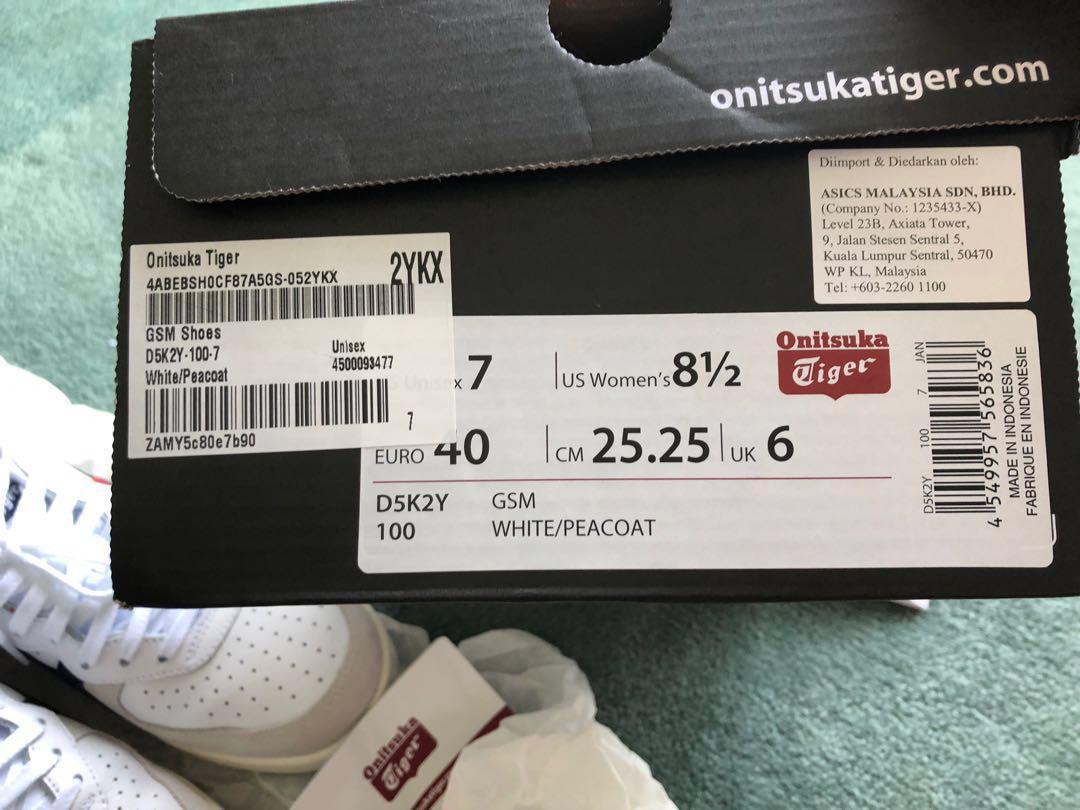 onitsukatiger.com
Diimport & Diedarkan oleh:
ASICS MALAYSIA SDN, BHD.
(Company No.: 1235433-X)
Level 23B, Axiata Tower,
9, Jalan Stesen Sentral 5,
Kuala Lumpur Sentral, 50470
WP KL, Malaysia
Tel: +603-2260 1100
Onitsuka Tiger
4ABEBSH0CF87A5GS-052YKX
2YKX
GSM Shoes
D5K2Y-100-7
Unisex
White/Peacoat
4500093477
7
ZAMY5c80e7b90
US Unisex 7
US Women's 8½
EURO 40
CM 25.25
UK 6
D5K2Y GSM
100 WHITE/PEACOAT
Onitsuka
Tiger
D5K2Y 100 7 JAN
4 549957 565836
MADE IN INDONESIA
FABRIQUE EN INDONESIE
Onitsuka
Tiger